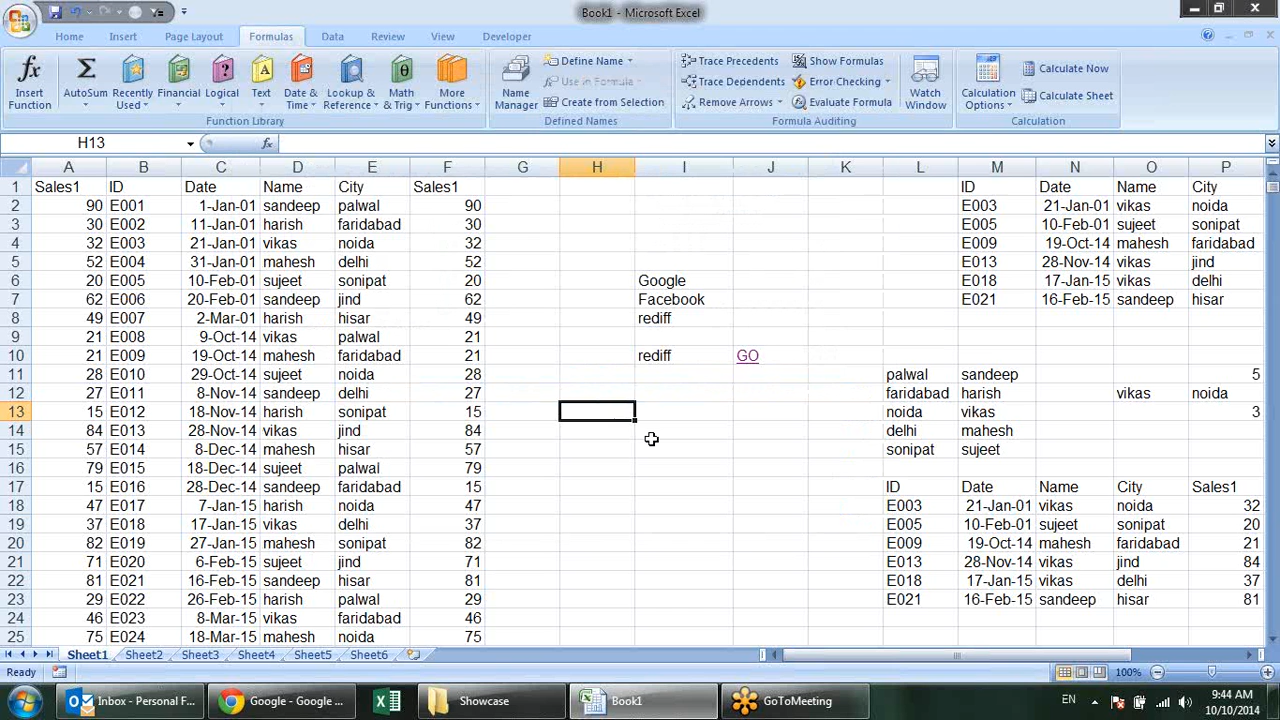 Book1 - Microsoft Excel
Home Insert Page Layout Formulas Data Review View Developer
Insert Function AutoSum Recently Used Financial Logical Text Date & Time Lookup & Reference Math & Trig More Functions
Function Library
Name Manager Define Name Use in Formula Create from Selection
Defined Names
Trace Precedents Trace Dependents Remove Arrows Show Formulas Error Checking Evaluate Formula
Formula Auditing
Watch Window
Calculation Options Calculate Now Calculate Sheet
Calculation
H13 fx
A B C D E F G H I J K L M N O P
1 Sales1 ID Date Name City Sales1 ID Date Name City
2 90 E001 1-Jan-01 sandeep palwal 90 E003 21-Jan-01 vikas noida
3 30 E002 11-Jan-01 harish faridabad 30 E005 10-Feb-01 sujeet sonipat
4 32 E003 21-Jan-01 vikas noida 32 E009 19-Oct-14 mahesh faridabad
5 52 E004 31-Jan-01 mahesh delhi 52 E013 28-Nov-14 vikas jind
6 20 E005 10-Feb-01 sujeet sonipat 20 Google E018 17-Jan-15 vikas delhi
7 62 E006 20-Feb-01 sandeep jind 62 Facebook E021 16-Feb-15 sandeep hisar
8 49 E007 2-Mar-01 harish hisar 49 rediff
9 21 E008 9-Oct-14 vikas palwal 21
10 21 E009 19-Oct-14 mahesh faridabad 21 rediff GO
11 28 E010 29-Oct-14 sujeet noida 28 palwal sandeep 5
12 27 E011 8-Nov-14 sandeep delhi 27 faridabad harish vikas noida
13 15 E012 18-Nov-14 harish sonipat 15 noida vikas 3
14 84 E013 28-Nov-14 vikas jind 84 delhi mahesh
15 57 E014 8-Dec-14 mahesh hisar 57 sonipat sujeet
16 79 E015 18-Dec-14 sujeet palwal 79
17 15 E016 28-Dec-14 sandeep faridabad 15 ID Date Name City Sales1
18 47 E017 7-Jan-15 harish noida 47 E003 21-Jan-01 vikas noida 32
19 37 E018 17-Jan-15 vikas delhi 37 E005 10-Feb-01 sujeet sonipat 20
20 82 E019 27-Jan-15 mahesh sonipat 82 E009 19-Oct-14 mahesh faridabad 21
21 71 E020 6-Feb-15 sujeet jind 71 E013 28-Nov-14 vikas jind 84
22 81 E021 16-Feb-15 sandeep hisar 81 E018 17-Jan-15 vikas delhi 37
23 29 E022 26-Feb-15 harish palwal 29 E021 16-Feb-15 sandeep hisar 81
24 46 E023 8-Mar-15 vikas faridabad 46
25 75 E024 18-Mar-15 mahesh noida 75
Sheet1 Sheet2 Sheet3 Sheet4 Sheet5 Sheet6
Ready 100%
Inbox - Personal F... Google - Google ... Showcase Book1 GoToMeeting EN 9:44 AM
10/10/2014